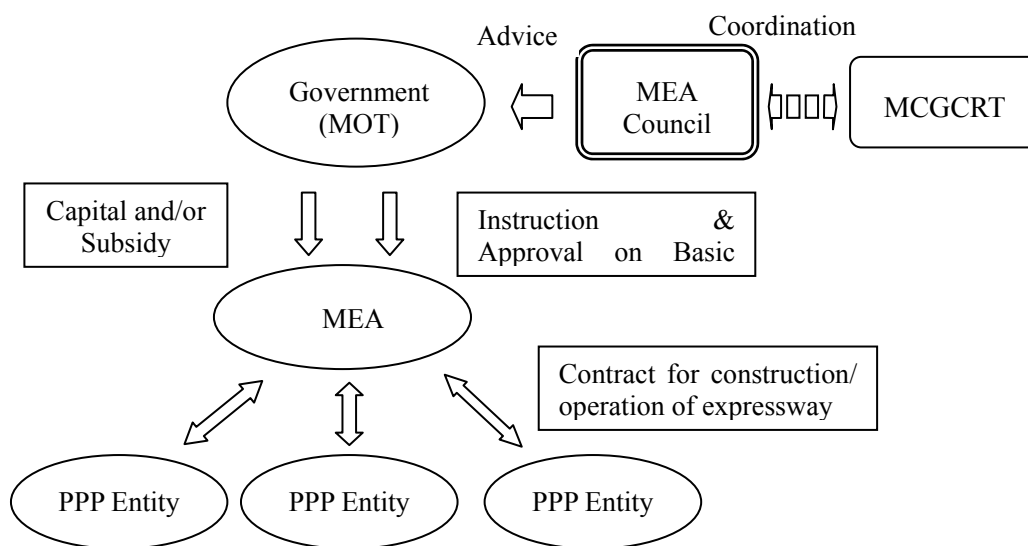 Advice
Coordination
Government
(MOT)
MEA
Council
MCGCRT
Capital and/or
Subsidy
Instruction &
Approval on Basic
MEA
Contract for construction/
operation of expressway
PPP Entity
PPP Entity
PPP Entity